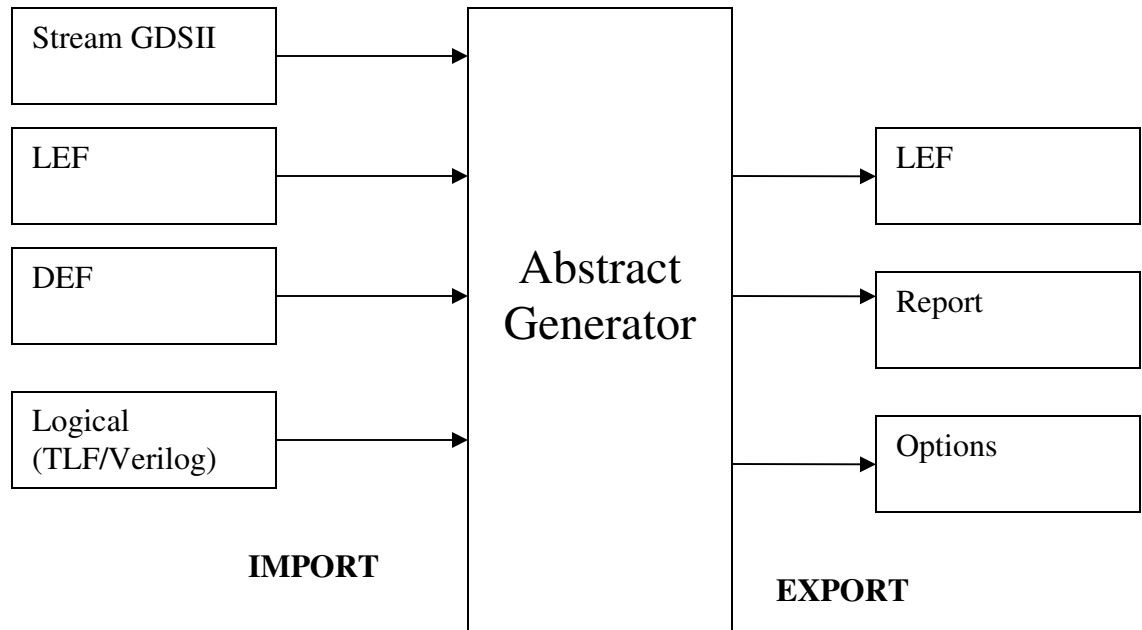 Stream GDSII
LEF
DEF
Logical
(TLF/Verilog)
IMPORT
Abstract
Generator
LEF
Report
Options
EXPORT